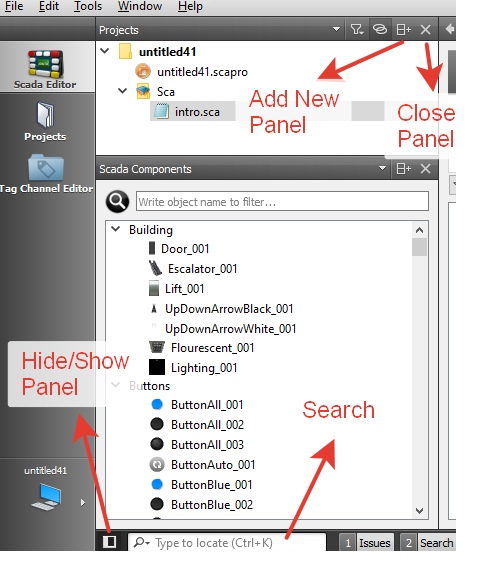 File Edit Tools Window Help
Projects
Scada Editor
Projects
Tag Channel Editor
untitled41
untitled41.scapro
Sca
intro.sca
Add New
Panel
Close
Panel
Scada Components
Write object name to filter...
Building
Door_001
Escalator_001
Lift_001
UpDownArrowBlack_001
UpDownArrowWhite_001
Flourescent_001
Lighting_001
Buttons
ButtonAll_001
ButtonAll_002
ButtonAll_003
ButtonAuto_001
ButtonBlue_001
ButtonBlue_002
Hide/Show
Panel
Search
untitled41
Type to locate (Ctrl+K)
1 Issues
2 Search